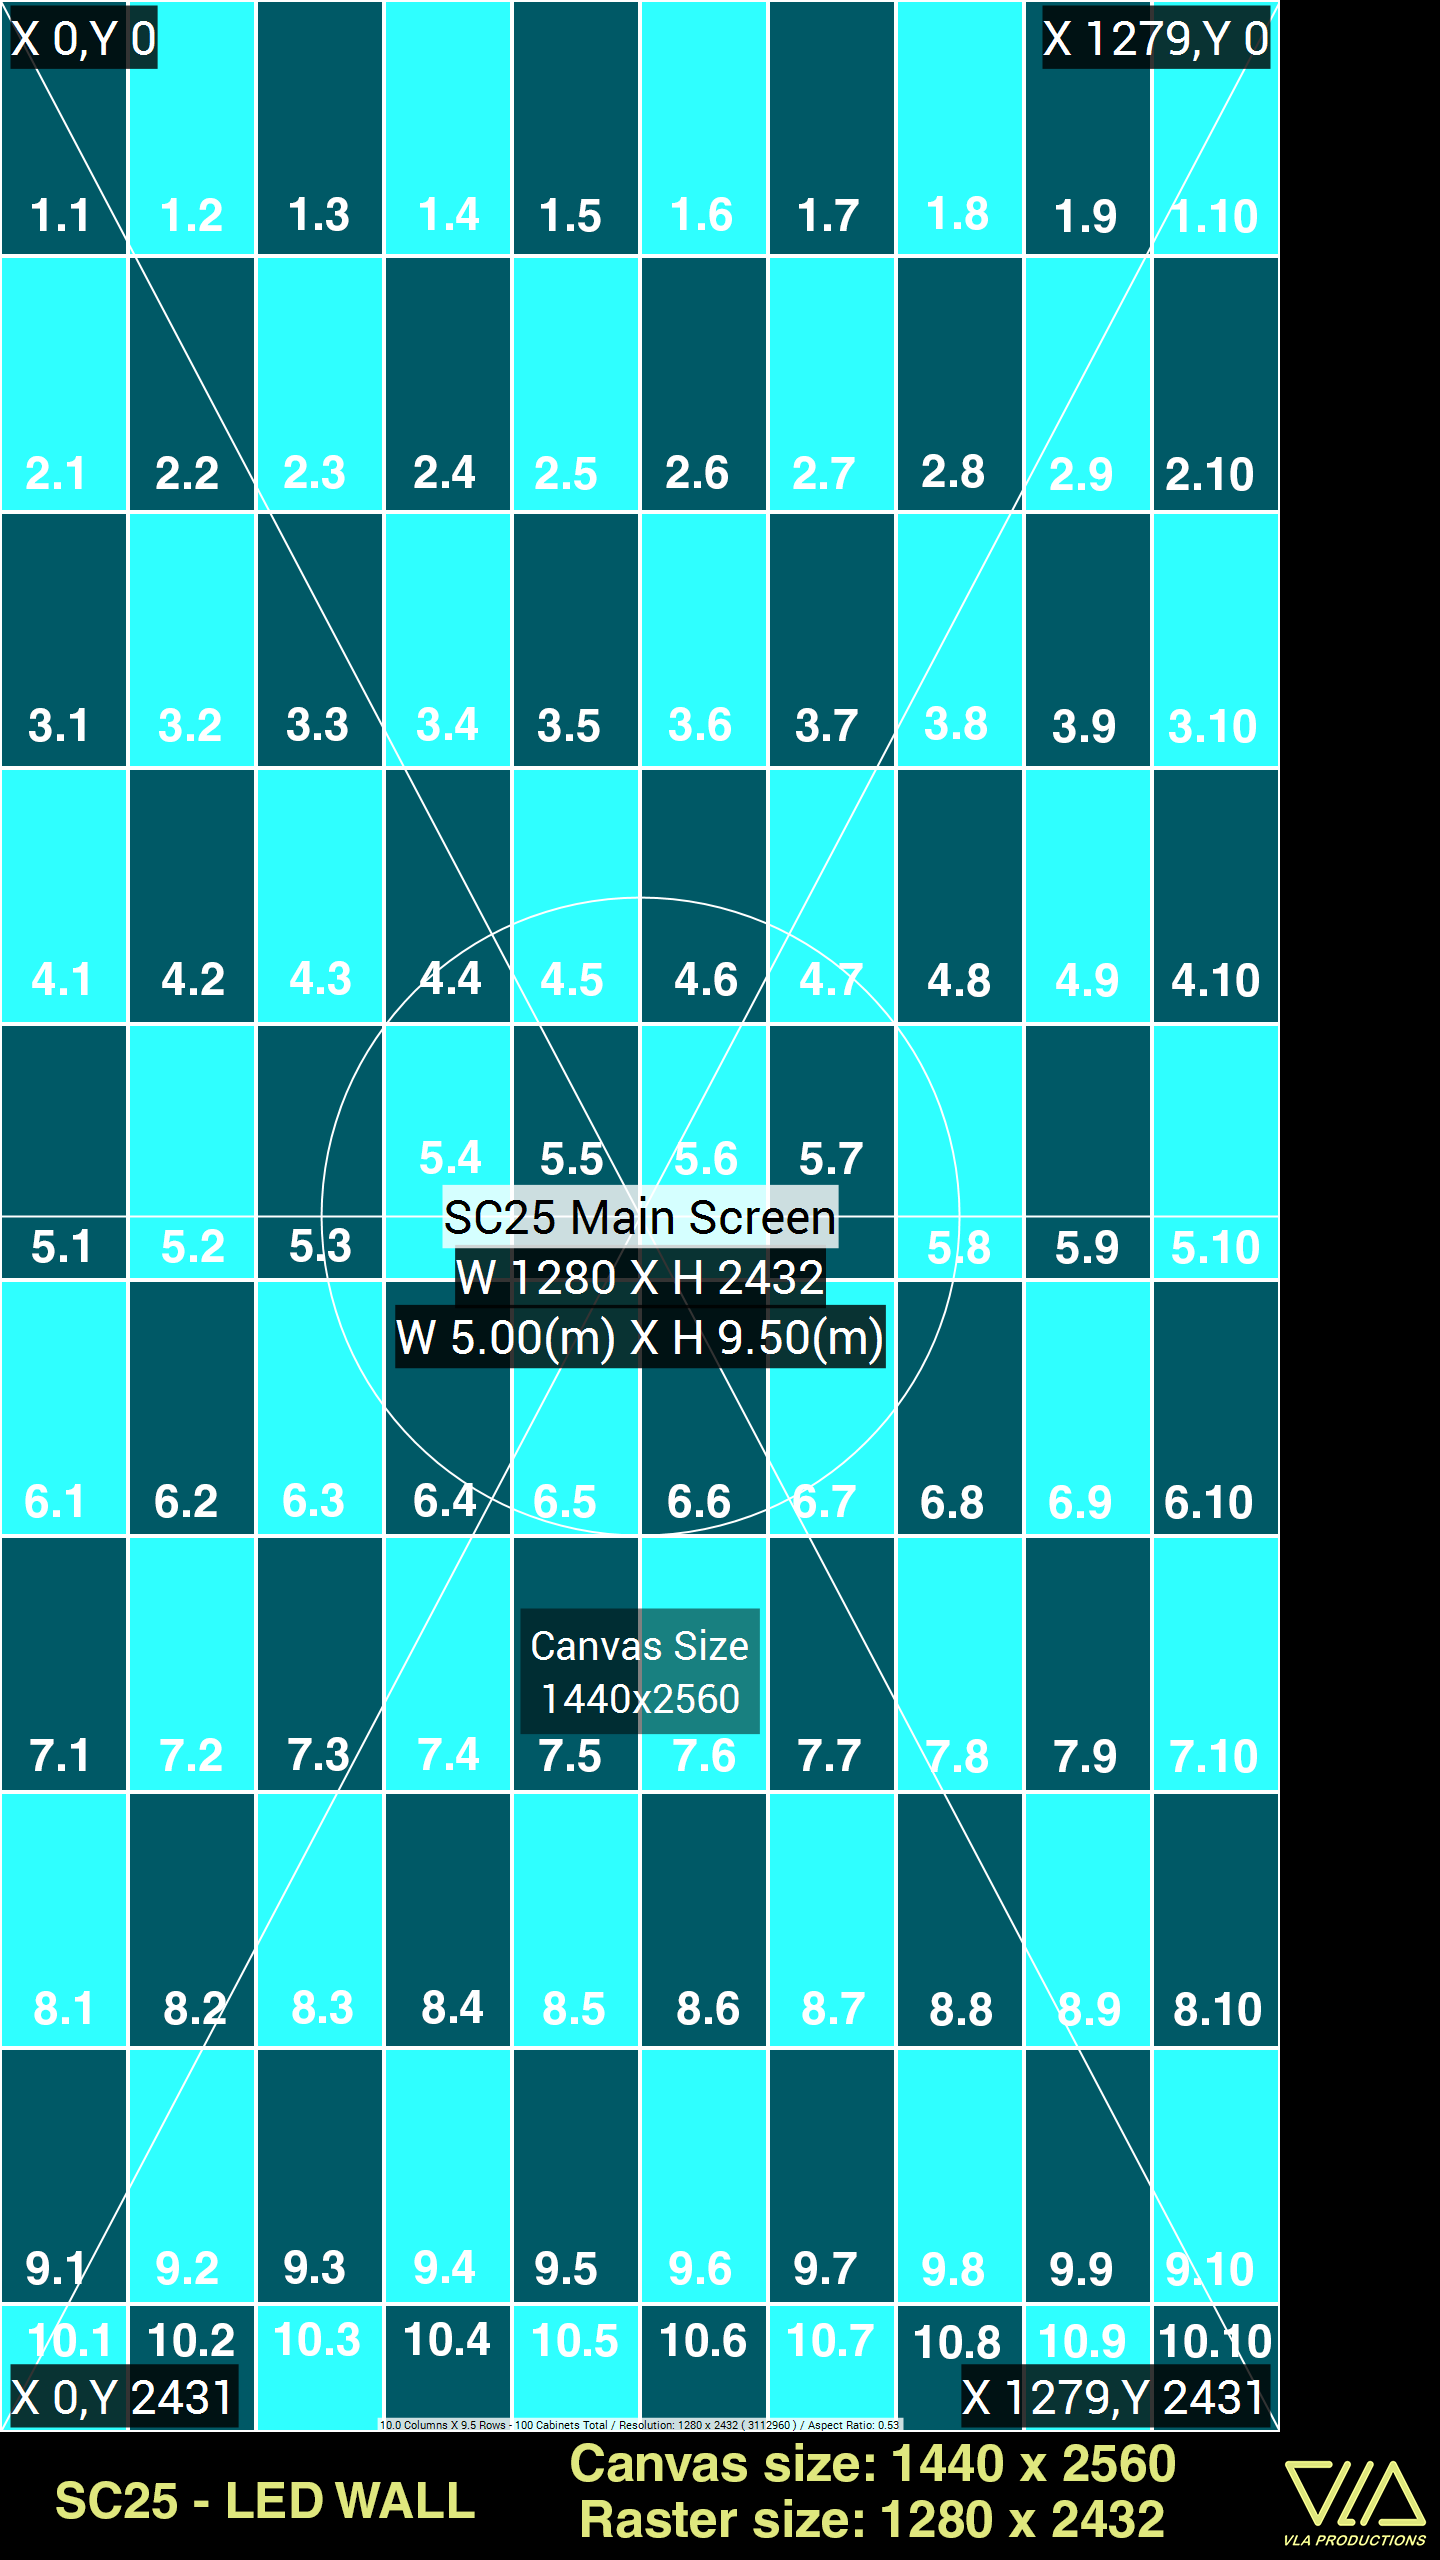 X 0,Y 0
X 1279,Y 0
1.1 1.2 1.3 1.4 1.5 1.6 1.7 1.8 1.9 1.10
2.1 2.2 2.3 2.4 2.5 2.6 2.7 2.8 2.9 2.10
3.1 3.2 3.3 3.4 3.5 3.6 3.7 3.8 3.9 3.10
4.1 4.2 4.3 4.4 4.5 4.6 4.7 4.8 4.9 4.10
5.4 5.5 5.6 5.7
SC25 Main Screen
5.1 5.2 5.3 5.8 5.9 5.10
W 1280 X H 2432
W 5.00(m) X H 9.50(m)
6.1 6.2 6.3 6.4 6.5 6.6 6.7 6.8 6.9 6.10
Canvas Size
1440x2560
7.1 7.2 7.3 7.4 7.5 7.6 7.7 7.8 7.9 7.10
8.1 8.2 8.3 8.4 8.5 8.6 8.7 8.8 8.9 8.10
9.1 9.2 9.3 9.4 9.5 9.6 9.7 9.8 9.9 9.10
10.1 10.2 10.3 10.4 10.5 10.6 10.7 10.8 10.9 10.10
X 0,Y 2431
X 1279,Y 2431
10.0 Columns X 9.5 Rows - 100 Cabinets Total / Resolution: 1280 x 2432 ( 3112960 ) / Aspect Ratio: 0.53
SC25 - LED WALL
Canvas size: 1440 x 2560
Raster size: 1280 x 2432
VLA PRODUCTIONS